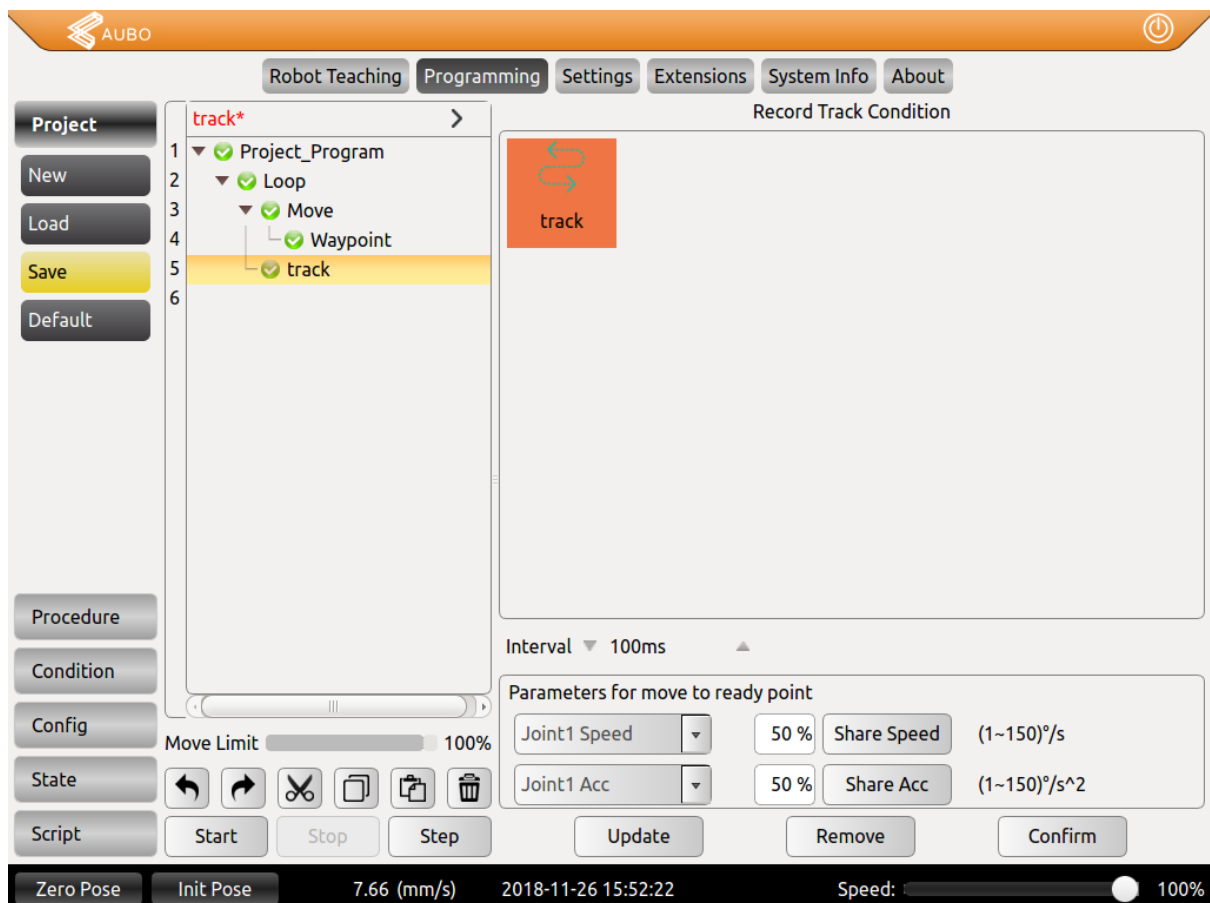 AUBO
Robot Teaching Programming Settings Extensions System Info About
Project
New
Load
Save
Default
Procedure
Condition
Config
State
Script
track*
1 Project_Program
2 Loop
3 Move
4 Waypoint
5 track
6
Move Limit 100%
Start Stop Step
Record Track Condition
track
Interval 100ms
Parameters for move to ready point
Joint1 Speed 50 % Share Speed (1~150)°/s
Joint1 Acc 50 % Share Acc (1~150)°/s^2
Update Remove Confirm
Zero Pose Init Pose 7.66 (mm/s) 2018-11-26 15:52:22 Speed: 100%